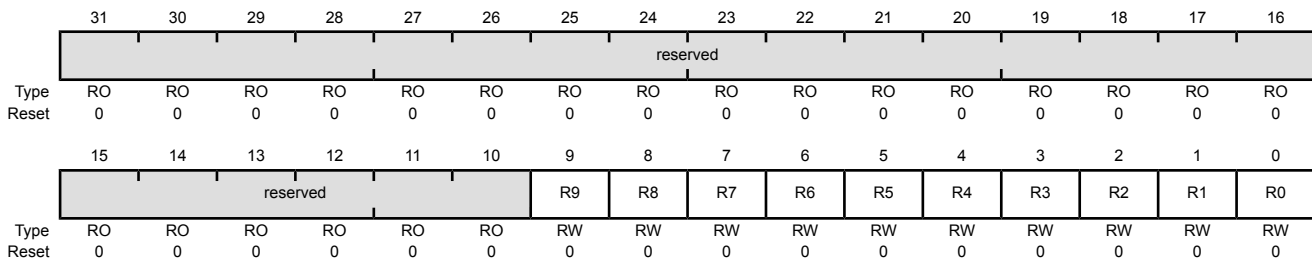 31 30 29 28 27 26 25 24 23 22 21 20 19 18 17 16
reserved
Type RO RO RO RO RO RO RO RO RO RO RO RO RO RO RO RO
Reset 0 0 0 0 0 0 0 0 0 0 0 0 0 0 0 0
15 14 13 12 11 10 9 8 7 6 5 4 3 2 1 0
reserved R9 R8 R7 R6 R5 R4 R3 R2 R1 R0
Type RO RO RO RO RO RO RW RW RW RW RW RW RW RW RW RW
Reset 0 0 0 0 0 0 0 0 0 0 0 0 0 0 0 0